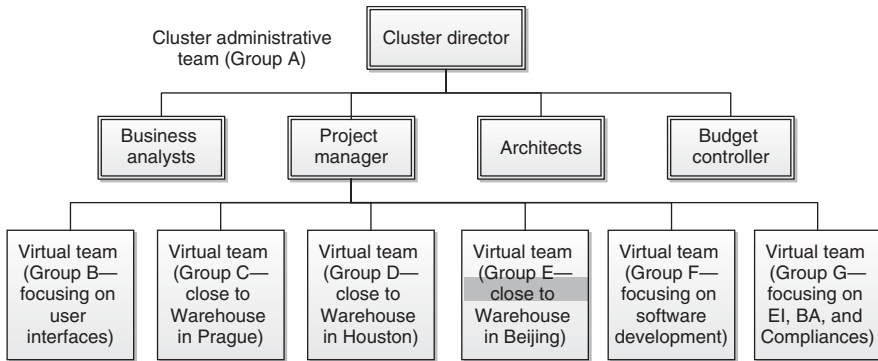 Cluster administrative
team (Group A)
Cluster director
Business
analysts
Project
manager
Architects
Budget
controller
Virtual team
(Group B—
focusing on
user
interfaces)
Virtual team
(Group C—
close to
Warehouse
in Prague)
Virtual team
(Group D—
close to
Warehouse
in Houston)
Virtual team
(Group E—
close to
Warehouse
in Beijing)
Virtual team
(Group F—
focusing on
software
development)
Virtual team
(Group G—
focusing on
EI, BA, and
Compliances)